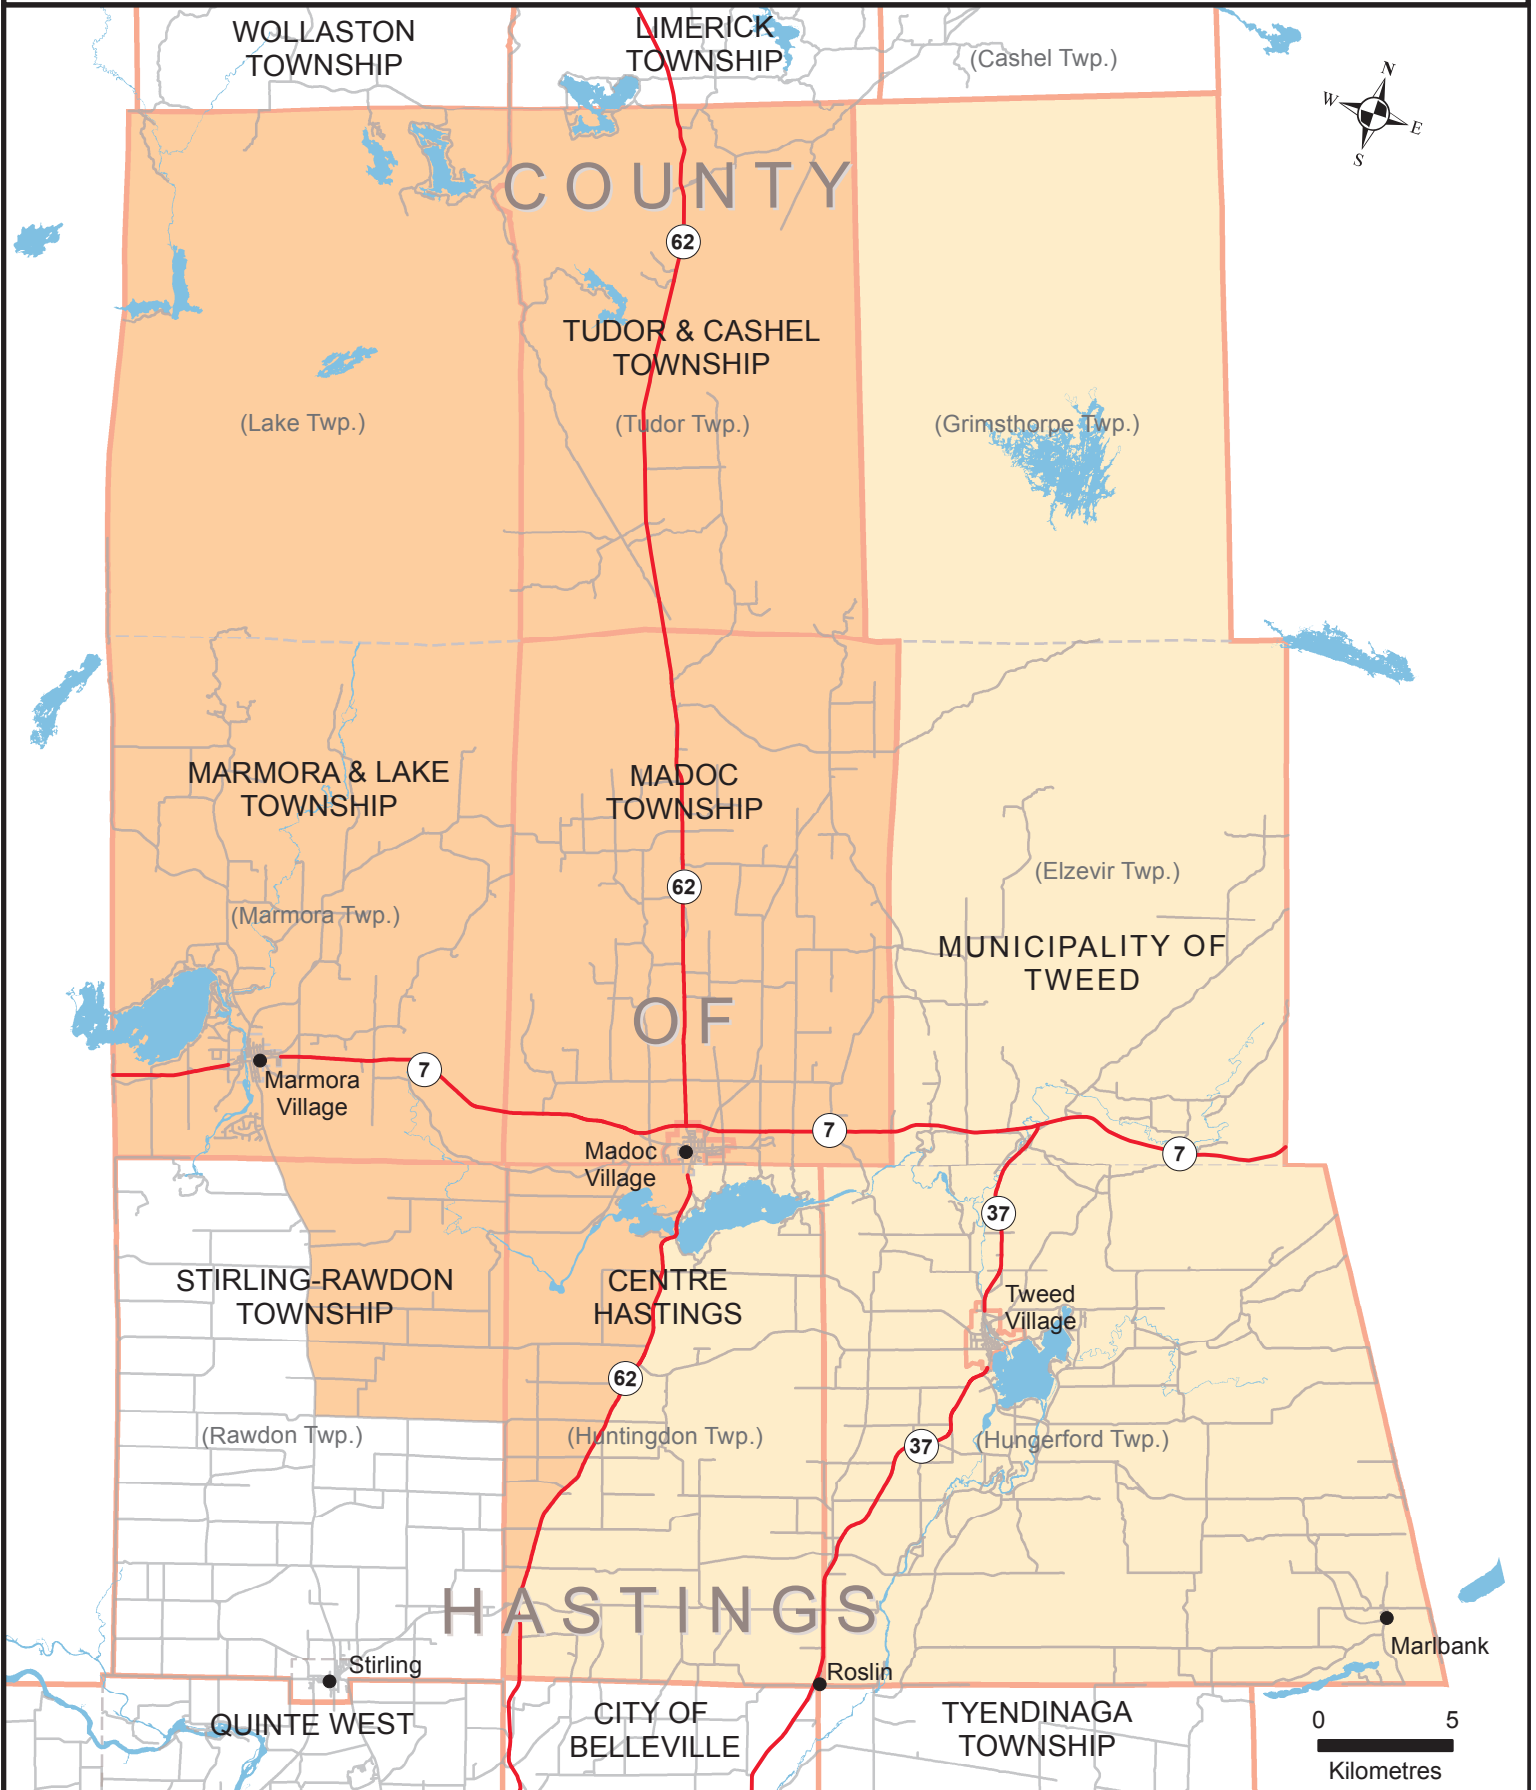 WOLLASTON
TOWNSHIP
LIMERICK
TOWNSHIP
(Cashel Twp.)
N
W
E
S
COUNTY
62
TUDOR & CASHEL
TOWNSHIP
(Lake Twp.)
(Tudor Twp.)
(Grimsthorpe Twp.)
MARMORA & LAKE
TOWNSHIP
MADOC
TOWNSHIP
62
(Elzevir Twp.)
(Marmora Twp.)
MUNICIPALITY OF
TWEED
OF
7
Marmora
Village
7
Madoc
Village
7
37
STIRLING-RAWDON
TOWNSHIP
CENTRE
HASTINGS
Tweed
Village
62
(Rawdon Twp.)
(Huntingdon Twp.)
37
(Hungerford Twp.)
HASTINGS
Marlbank
Stirling
Roslin
QUINTE WEST
CITY OF
BELLEVILLE
TYENDINAGA
TOWNSHIP
0 5
Kilometres